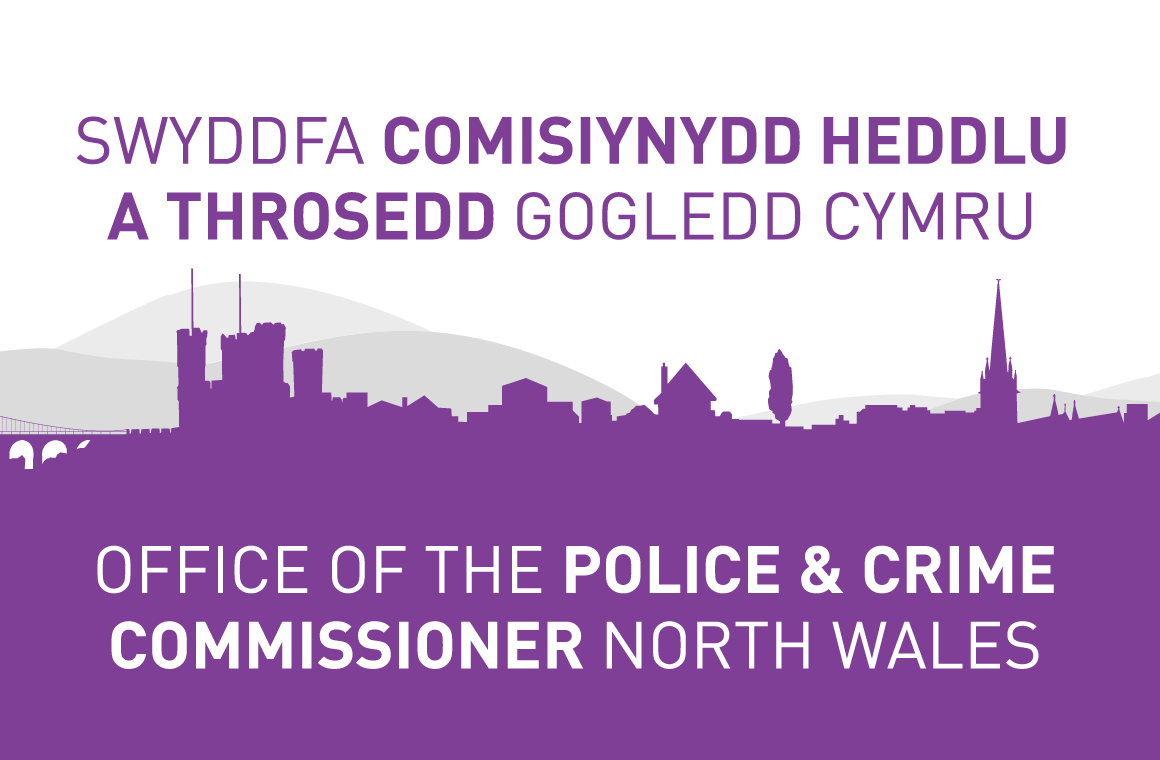 SWYDDFA COMISIYNYDD HEDDLU
A THROSEDD GOGLEDD CYMRU
OFFICE OF THE POLICE & CRIME
COMMISSIONER NORTH WALES